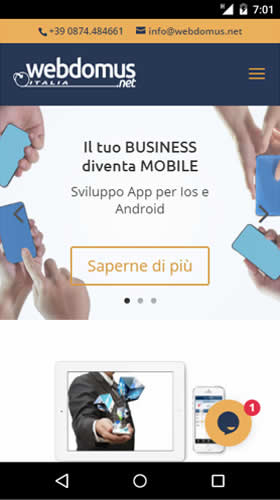 7:01
+39 0874.484661 info@webdomus.net
webdomus
ITALIA .net
Il tuo BUSINESS
diventa MOBILE
Sviluppo App per Ios e
Android
Saperne di più
1